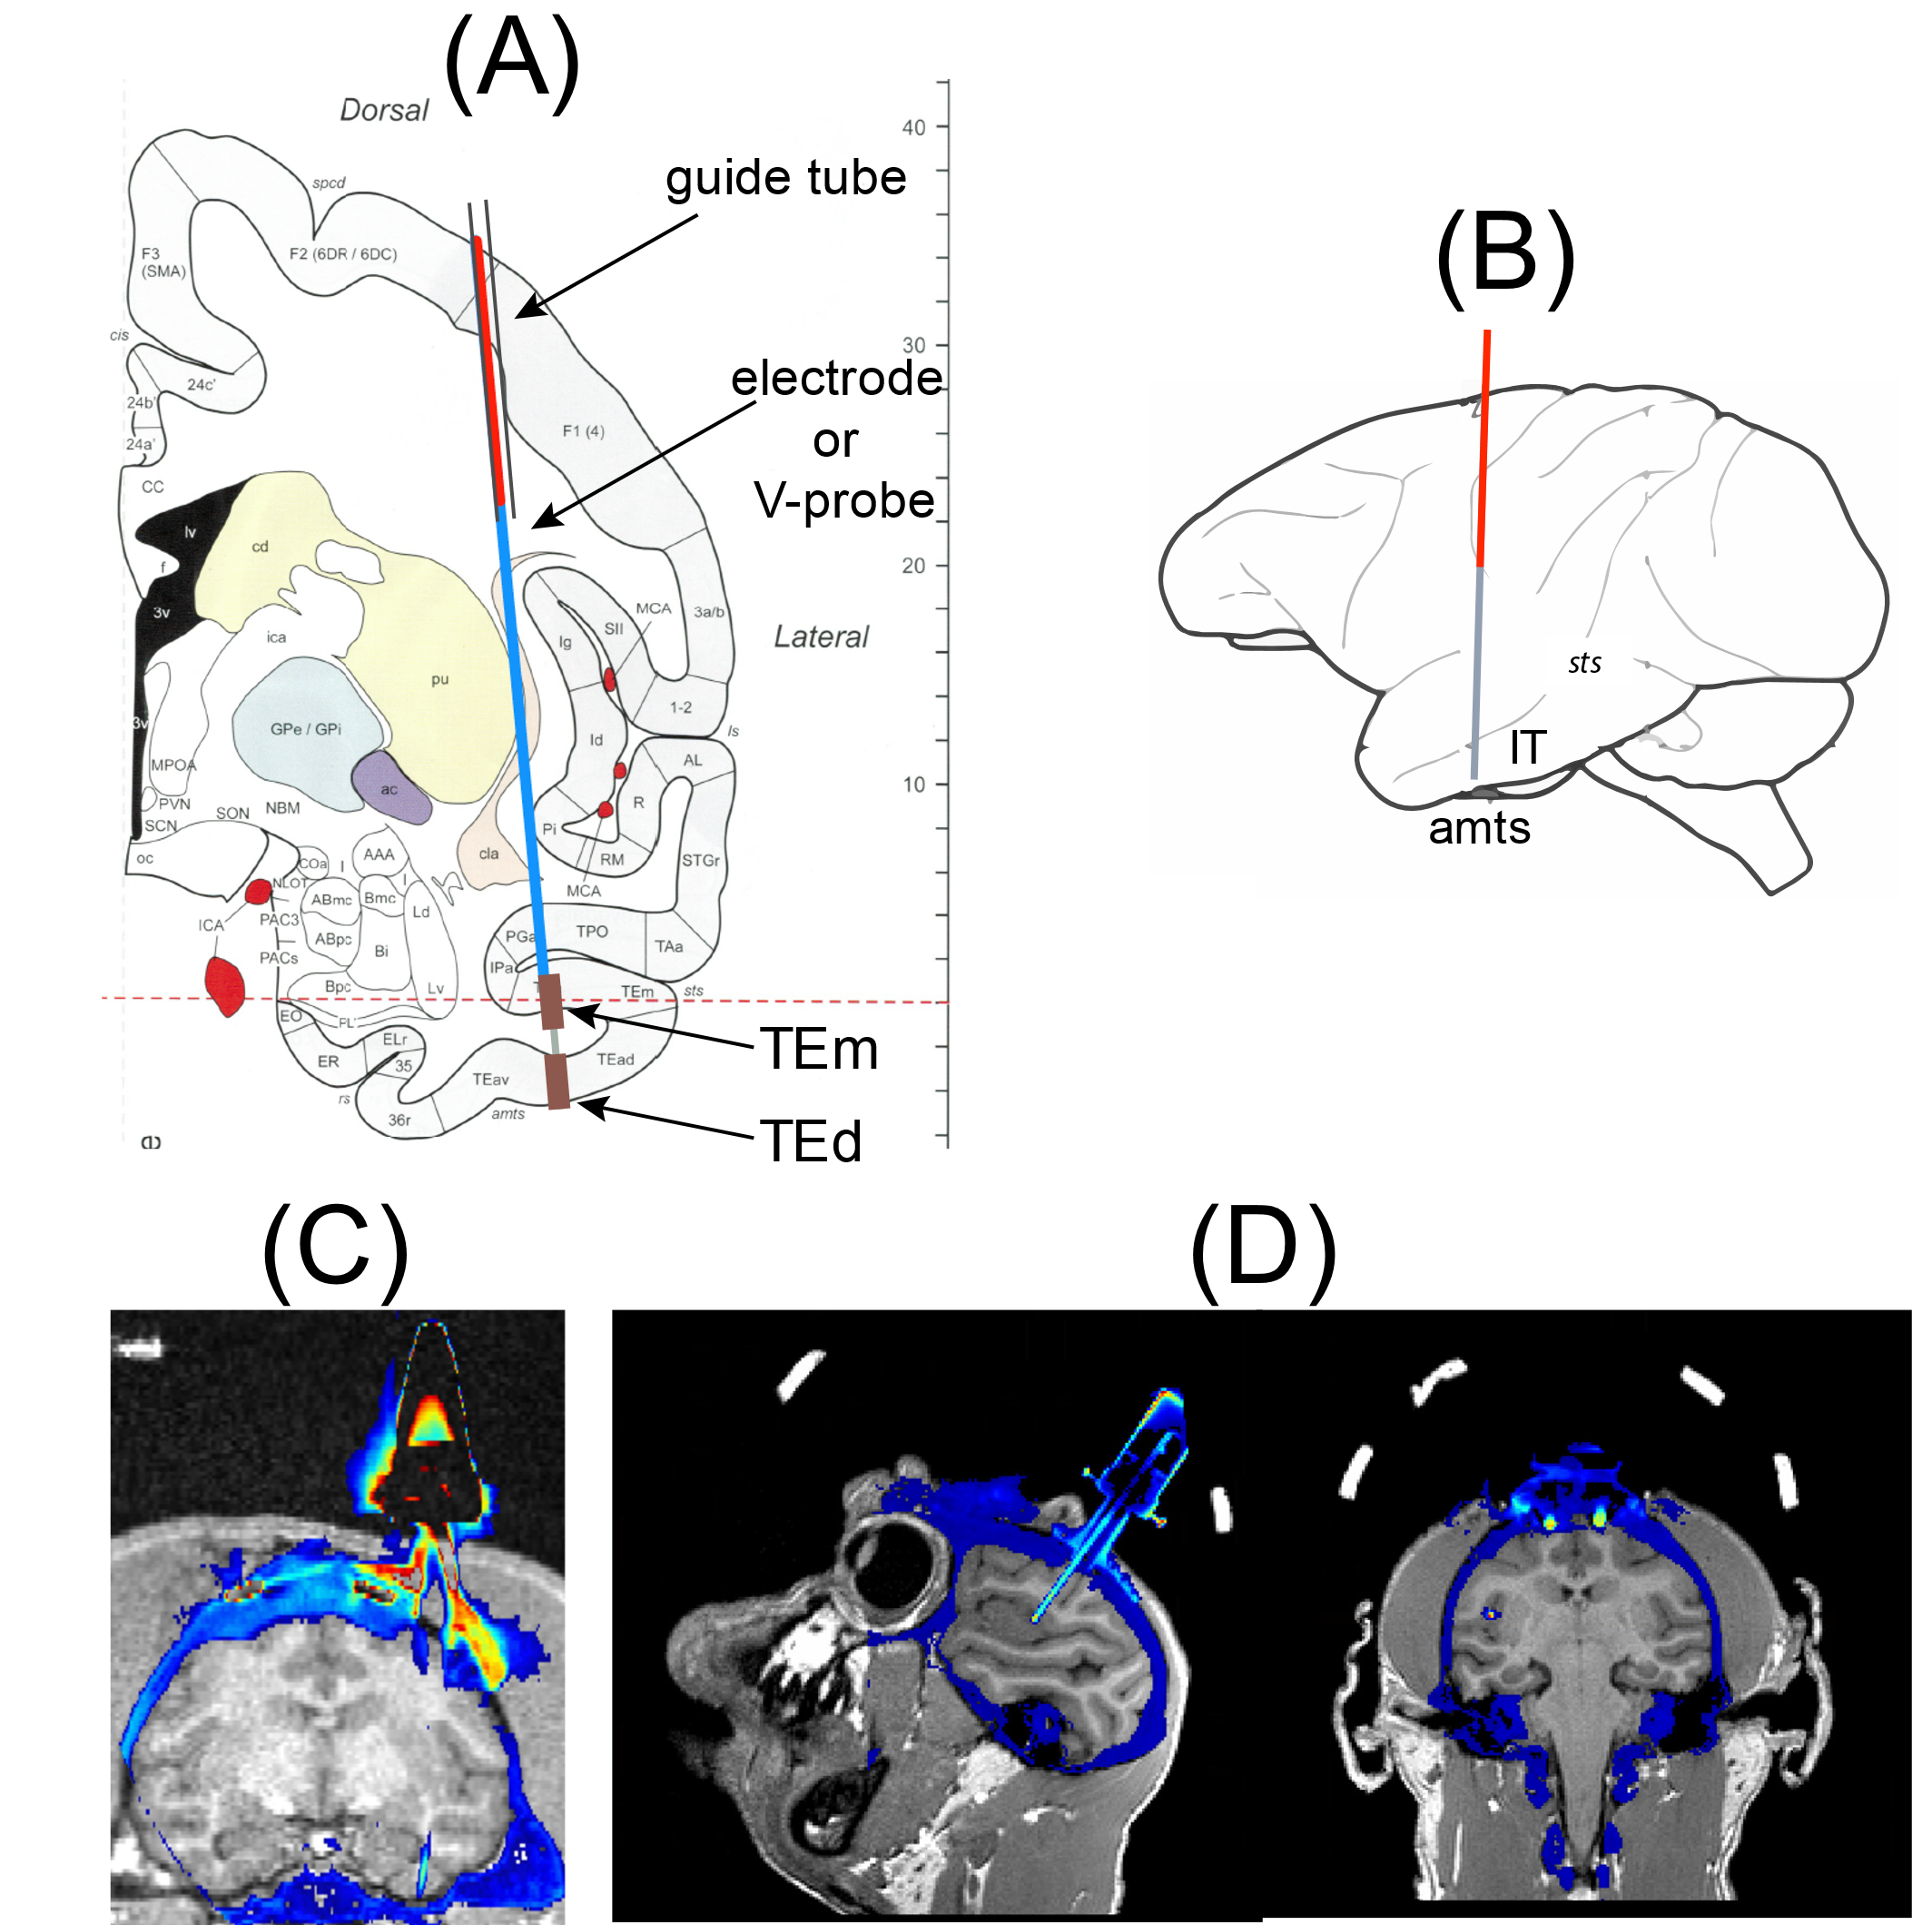 (A)
Dorsal
40
guide tube
spcd
F3
(SMA)
F2 (6DR / 6DC)
cis
30
24c'
electrode
or
V-probe
24b'
24a'
F1 (4)
CC
lv
cd
f
20
3v
MCA
3a/b
SII
Ig
ica
Lateral
pu
1-2
3v
GPe / GPi
ls
Id
AL
MPOA
ac
10
PVN
R
NBM
SON
SCN
Pi
cla
RM
STGr
oc
AAA
COa
I
I
NLOT
MCA
ABmc
Bmc
Ld
ICA
PAC3
ABpc
PGa
TPO
TAa
Bi
PACs
IPa
Bpc
Lv
TEm
sts
EO
PL
ELr
TEm
ER
35
TEad
TEav
rs
amts
36r
TEd
(B)
sts
IT
amts
(C)
(D)